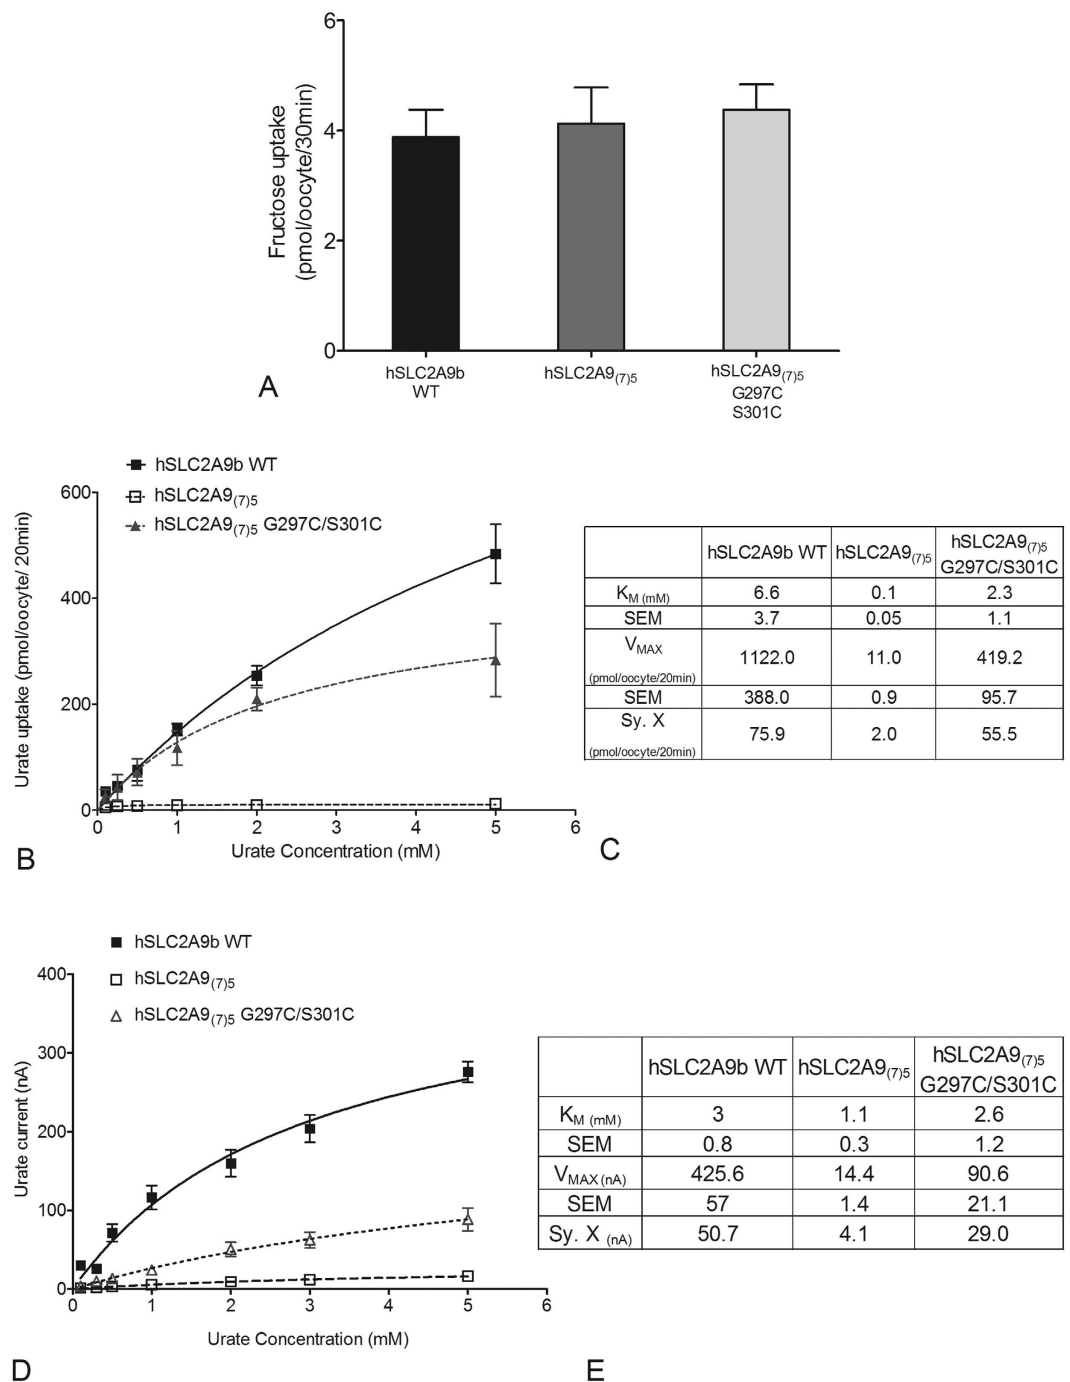 6
4
2
0
Fructose uptake
(pmol/oocyte/30min)
hSLC2A9b
WT
hSLC2A9(7)5
hSLC2A9(7)5
G297C
S301C
A
hSLC2A9b WT
hSLC2A9(7)5
hSLC2A9(7)5 G297C/S301C
600
400
200
0
Urate uptake (pmol/oocyte/ 20min)
0 1 2 3 4 5 6
Urate Concentration (mM)
B
hSLC2A9b WT hSLC2A9(7)5 hSLC2A9(7)5
G297C/S301C
KM (mM) 6.6 0.1 2.3
SEM 3.7 0.05 1.1
VMAX
(pmol/oocyte/20min) 1122.0 11.0 419.2
SEM 388.0 0.9 95.7
Sy. X
(pmol/oocyte/20min) 75.9 2.0 55.5
C
hSLC2A9b WT
hSLC2A9(7)5
hSLC2A9(7)5 G297C/S301C
400
300
200
100
0
Urate current (nA)
0 1 2 3 4 5 6
Urate Concentration (mM)
D
hSLC2A9b WT hSLC2A9(7)5 hSLC2A9(7)5
G297C/S301C
KM (mM) 3 1.1 2.6
SEM 0.8 0.3 1.2
VMAX (nA) 425.6 14.4 90.6
SEM 57 1.4 21.1
Sy. X (nA) 50.7 4.1 29.0
E